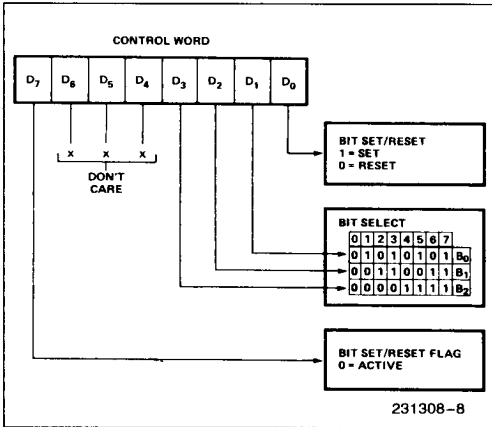 CONTROL WORD
D7 D6 D5 D4 D3 D2 D1 D0
X X X
DON'T
CARE
BIT SET/RESET
1 = SET
0 = RESET
BIT SELECT
0 1 2 3 4 5 6 7
0 1 0 1 0 1 0 1 B0
0 0 1 1 0 0 1 1 B1
0 0 0 0 1 1 1 1 B2
BIT SET/RESET FLAG
0 = ACTIVE
231308-8